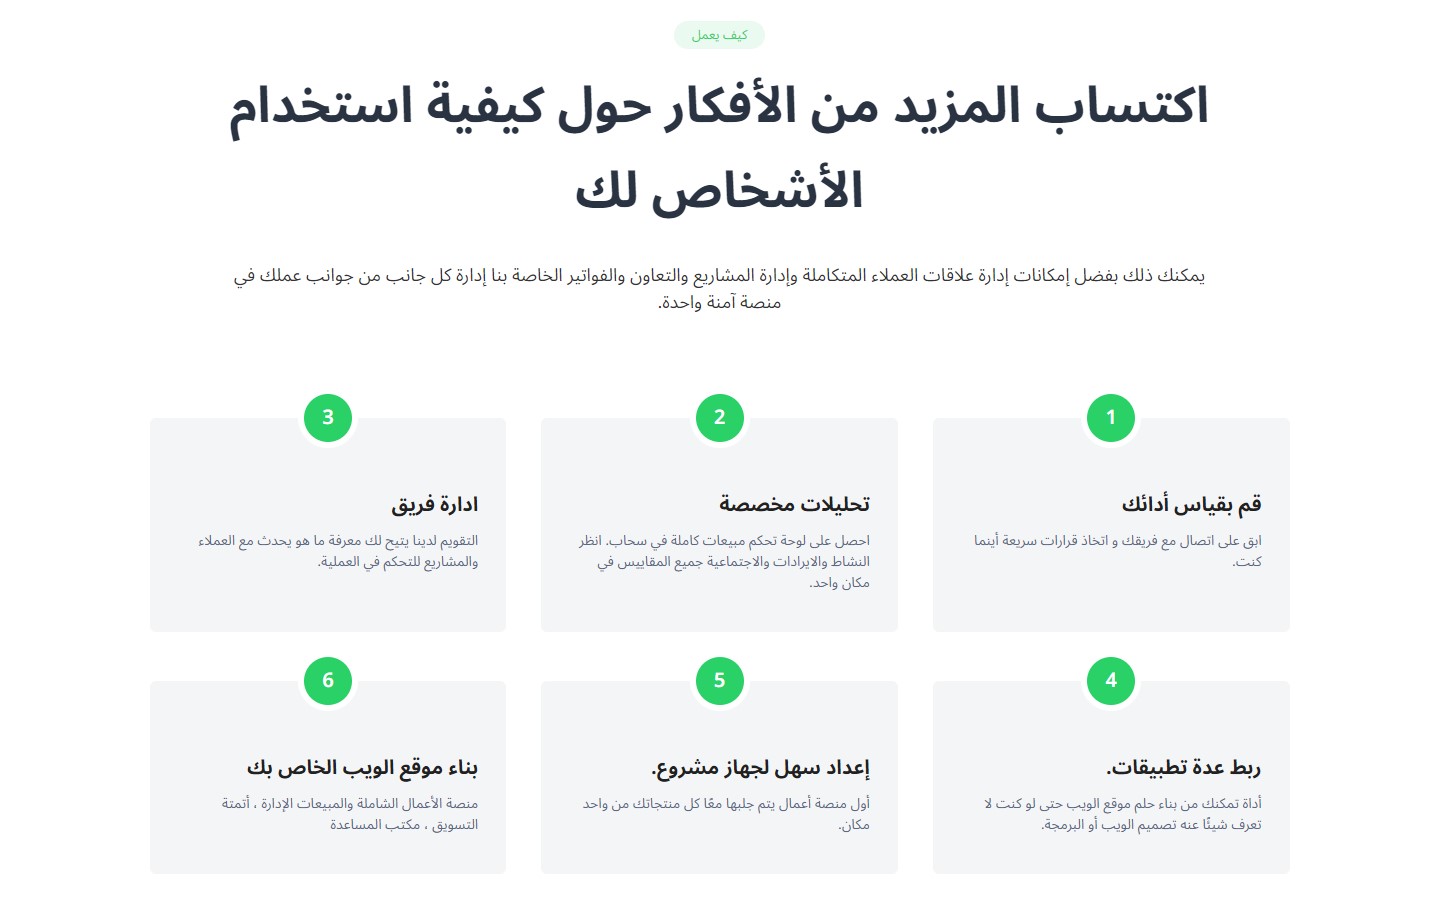 كيف يعمل
اكتساب المزيد من الأفكار حول كيفية استخدام
الأشخاص لك
يمكنك ذلك بفضل إمكانات إدارة علاقات العملاء المتكاملة وإدارة المشاريع والتعاون والفواتير الخاصة بنا إدارة كل جانب من جوانب عملك في
منصة آمنة واحدة.
1
قم بقياس أدائك
ابق على اتصال مع فريقك و اتخاذ قرارات سريعة أينما
كنت.
2
تحليلات مخصصة
احصل على لوحة تحكم مبيعات كاملة في سحاب. انظر
النشاط والايرادات والاجتماعية جميع المقاييس في
مكان واحد.
3
ادارة فريق
التقويم لدينا يتيح لك معرفة ما هو يحدث مع العملاء
والمشاريع للتحكم في العملية.
4
ربط عدة تطبيقات.
أداة تمكنك من بناء حلم موقع الويب حتى لو كنت لا
تعرف شيئًا عنه تصميم الويب أو البرمجة.
5
إعداد سهل لجهاز مشروع.
أول منصة أعمال يتم جلبها معًا كل منتجاتك من واحد
مكان.
6
بناء موقع الويب الخاص بك
منصة الأعمال الشاملة والمبيعات الإدارة ، أتمتة
التسويق ، مكتب المساعدة